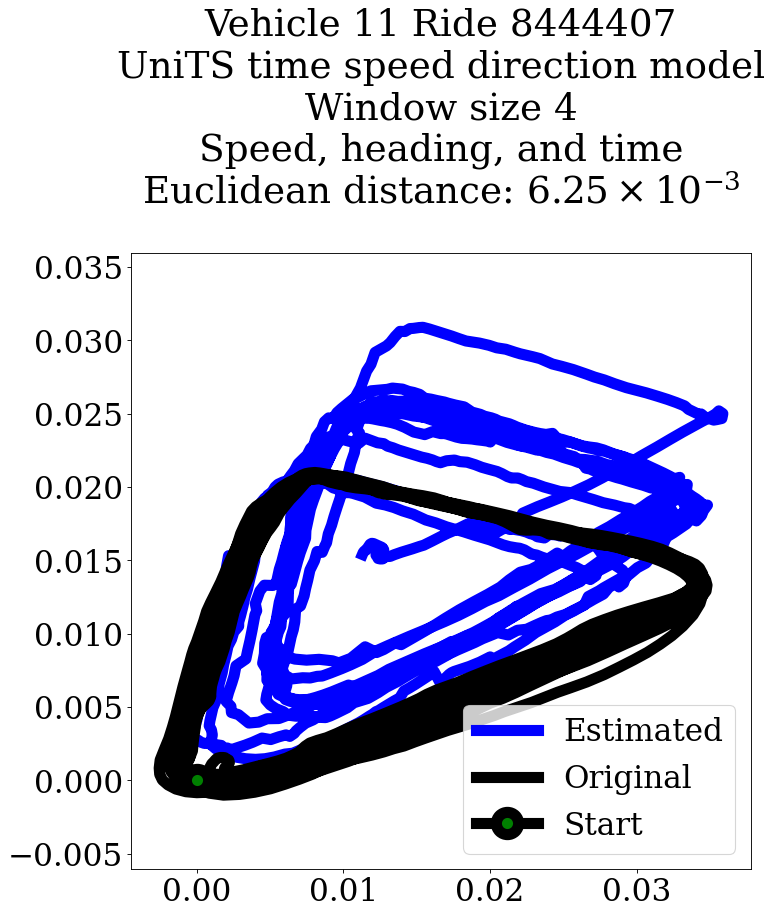 Vehicle 11 Ride 8444407
UniTS time speed direction model
Window size 4
Speed, heading, and time
Euclidean distance: 6.25 × 10⁻³
0.035
0.030
0.025
0.020
0.015
0.010
0.005
0.000
−0.005
0.00 0.01 0.02 0.03
Estimated
Original
Start